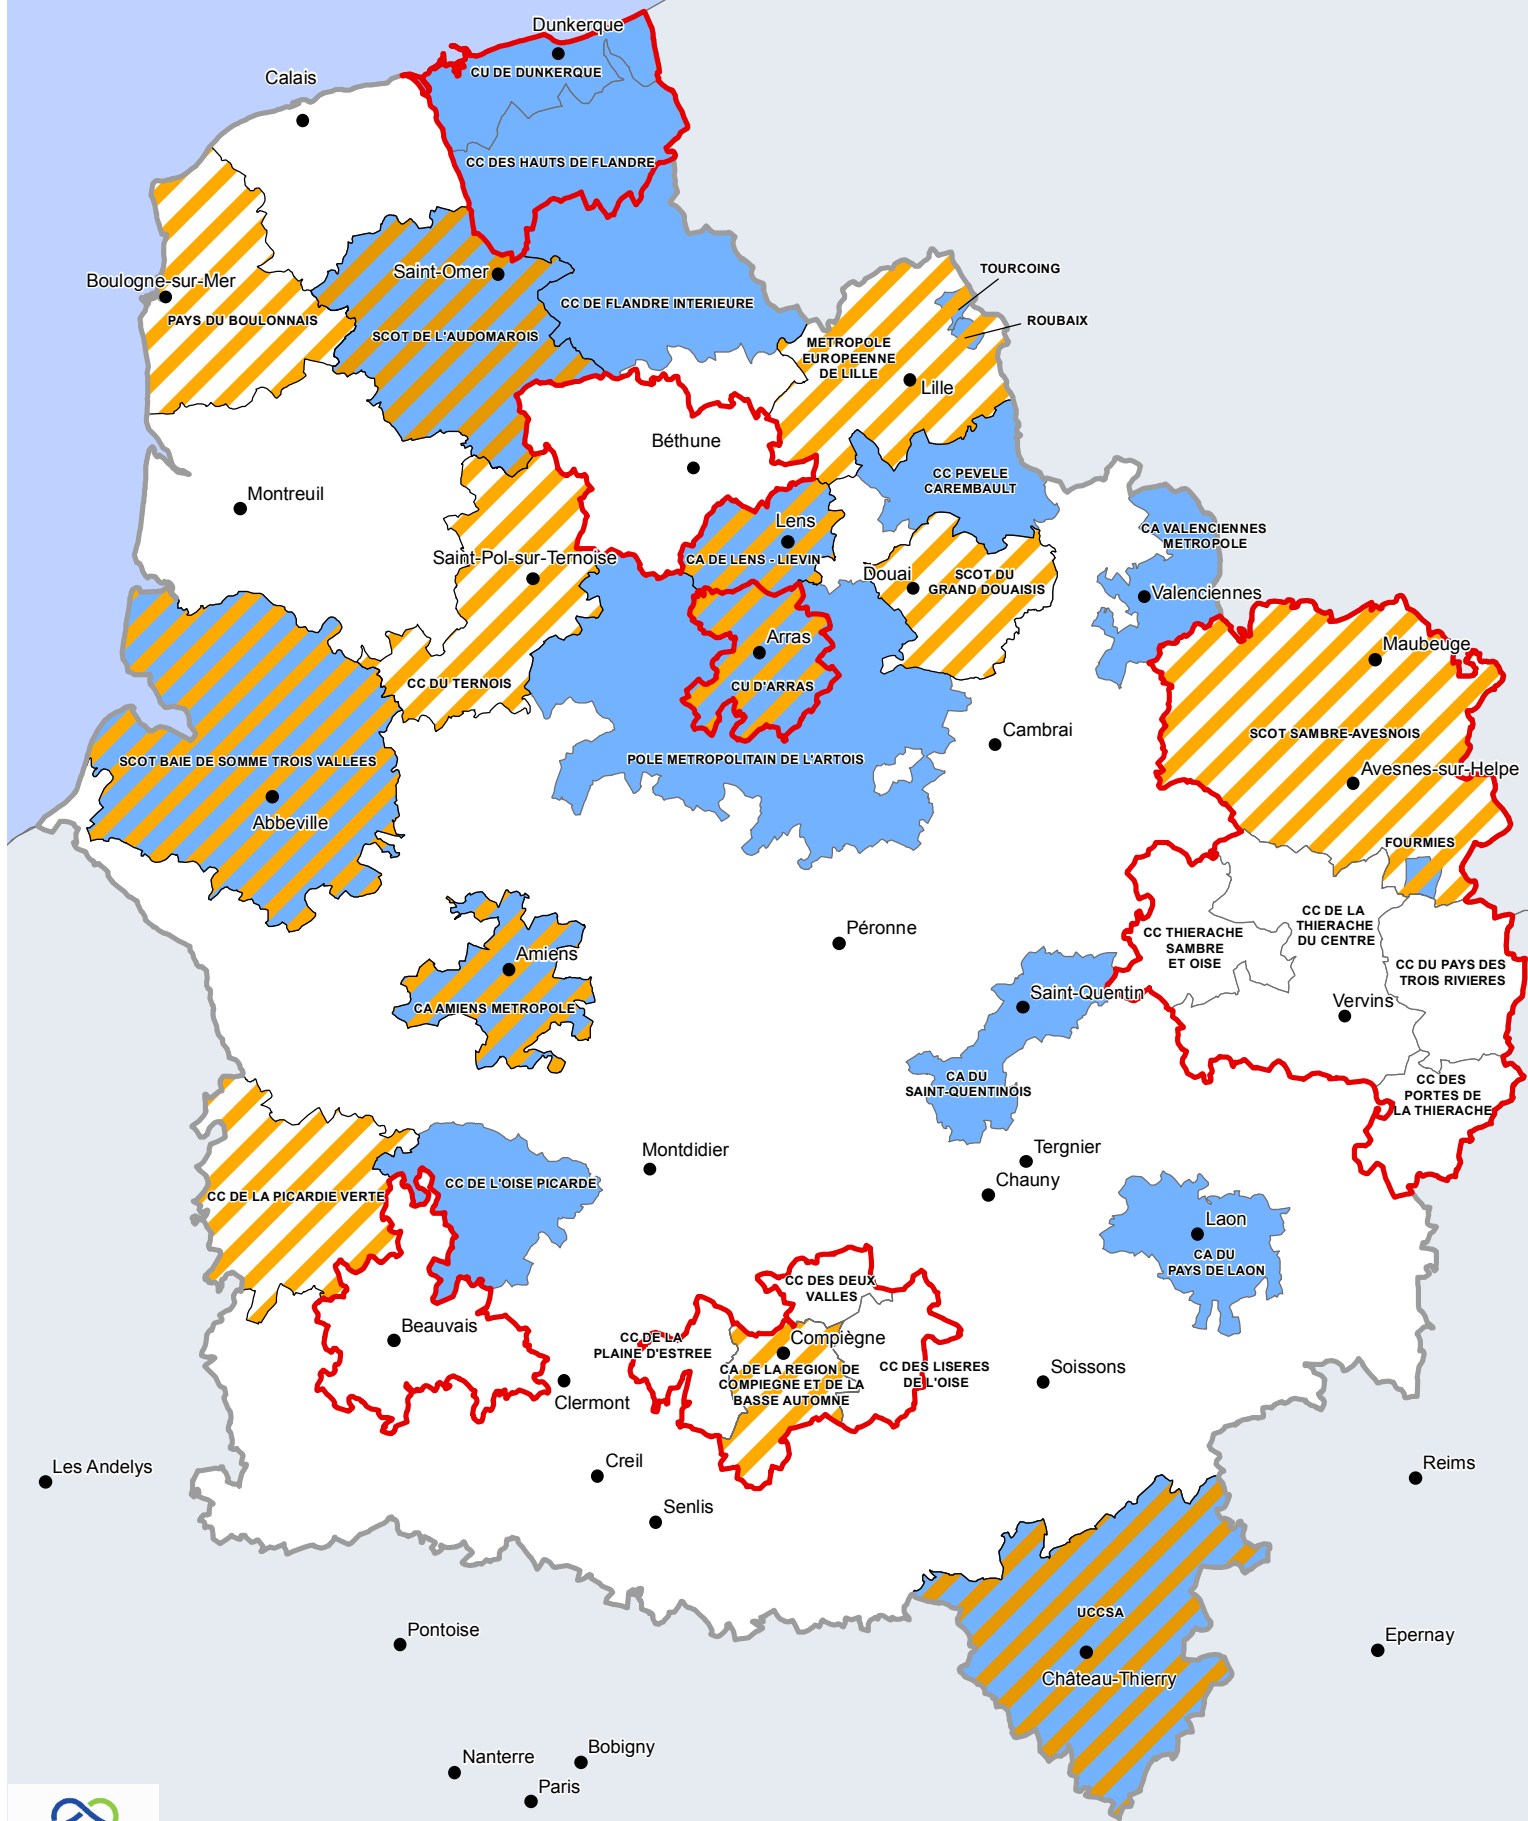 Dunkerque
CU DE DUNKERQUE
Calais
CC DES HAUTS DE FLANDRE
Saint-Omer
Boulogne-sur-Mer
TOURCOING
CC DE FLANDRE INTERIEURE
PAYS DU BOULONNAIS
ROUBAIX
SCOT DE L'AUDOMAROIS
METROPOLE
EUROPEENNE
DE LILLE
Lille
Béthune
CC PEVELE
CAREMBAULT
Montreuil
Lens
CA VALENCIENNES
METROPOLE
Saint-Pol-sur-Ternoise
CA DE LENS - LIEVIN
Douai
SCOT DU
GRAND DOUAISIS
Valenciennes
Arras
Maubeuge
CC DU TERNOIS
CU D'ARRAS
Cambrai
SCOT SAMBRE-AVESNOIS
POLE METROPOLITAIN DE L'ARTOIS
SCOT BAIE DE SOMME TROIS VALLEES
Avesnes-sur-Helpe
Abbeville
FOURMIES
Péronne
CC DE LA
THIERACHE
DU CENTRE
CC THIERACHE
SAMBRE
ET OISE
Amiens
CC DU PAYS DES
TROIS RIVIERES
Saint-Quentin
Vervins
CA AMIENS METROPOLE
CA DU
SAINT-QUENTINOIS
CC DES
PORTES DE
LA THIERACHE
Montdidier
Tergnier
Chauny
CC DE L'OISE PICARDE
CC DE LA PICARDIE VERTE
Laon
CA DU
PAYS DE LAON
CC DES DEUX
VALLES
Beauvais
Compiègne
CC DE LA
PLAINE D'ESTREE
CA DE LA REGION DE
COMPIEGNE ET DE LA
BASSE AUTOMNE
CC DES LISERES
DE L'OISE
Soissons
Clermont
Creil
Les Andelys
Reims
Senlis
UCCSA
Pontoise
Epernay
Château-Thierry
Bobigny
Nanterre
Paris